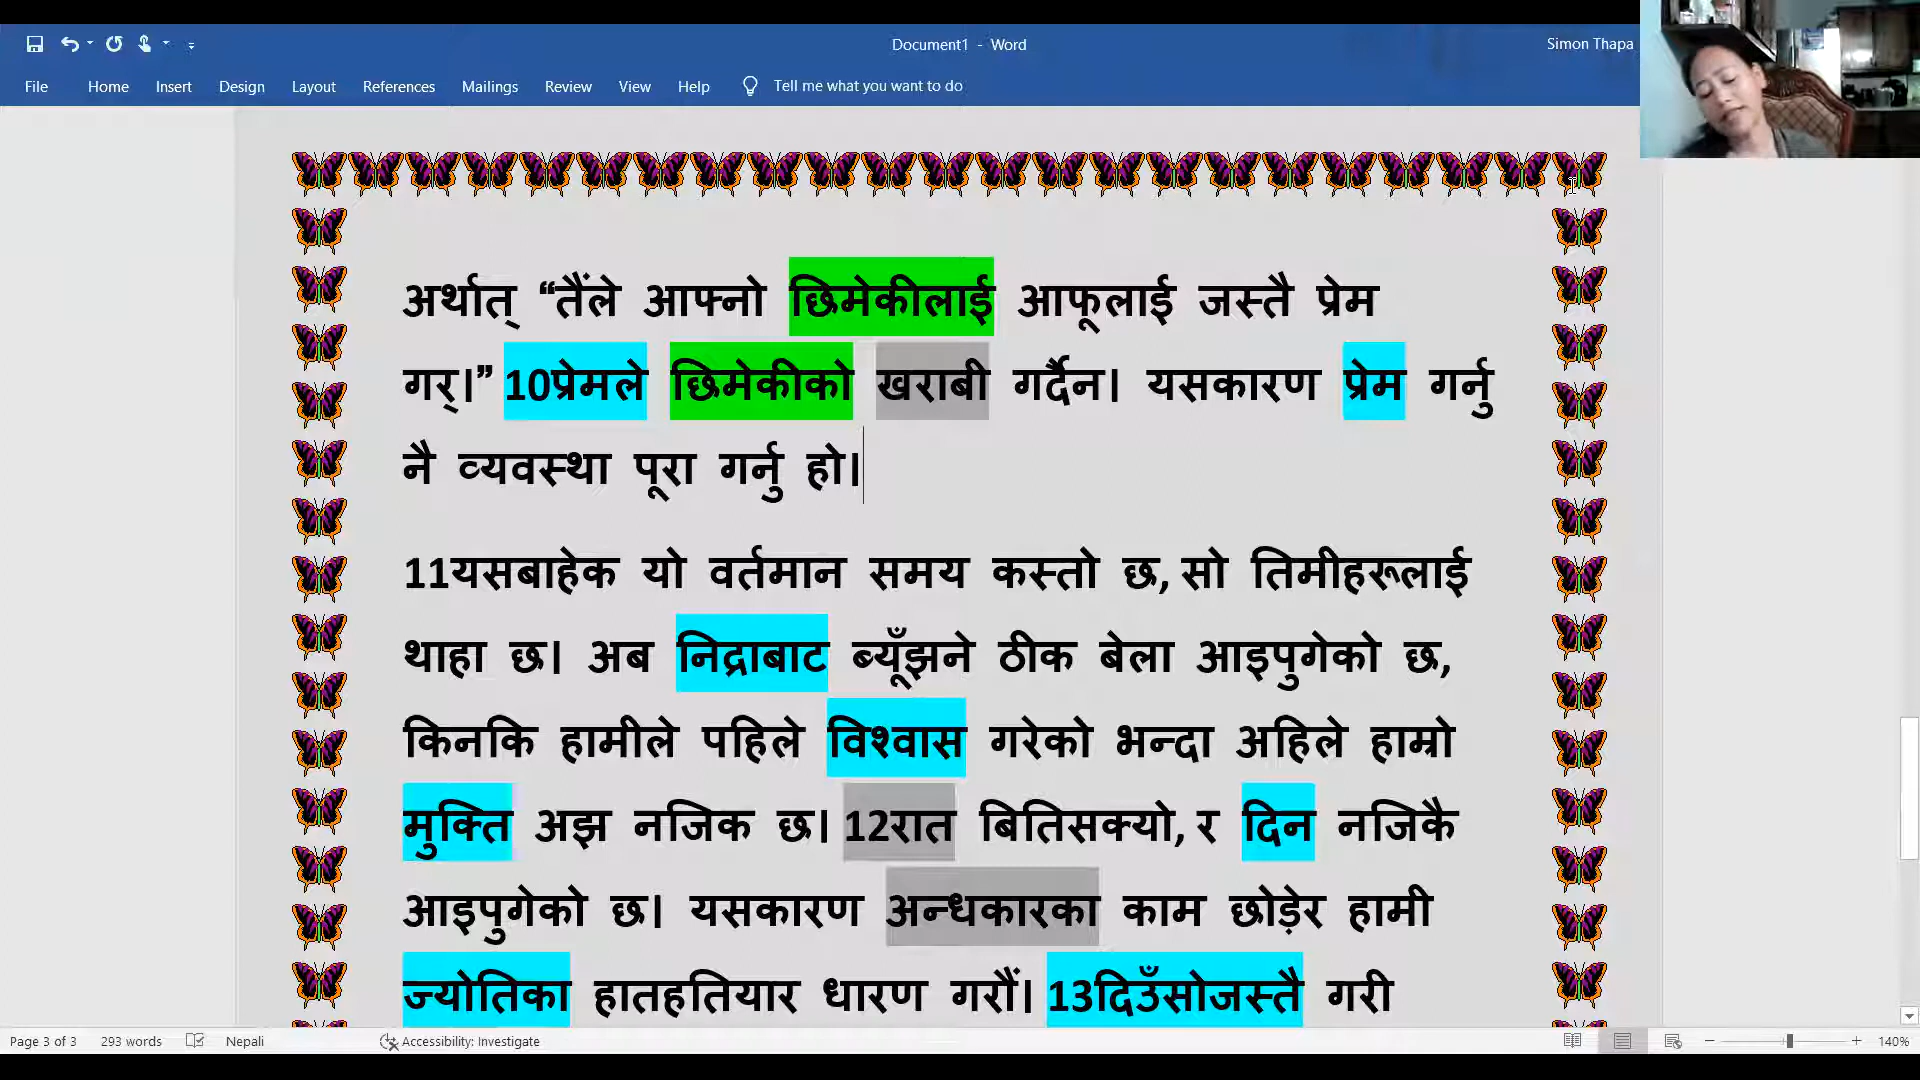 Document1 - Word
Simon Thapa
File Home Insert Design Layout References Mailings Review View Help Tell me what you want to do
अर्थात् “तैंले आफ्नो छिमेकीलाई आफूलाई जस्तै प्रेम
गर्।” 10प्रेमले छिमेकीको खराबी गर्दैन। यसकारण प्रेम गर्नु
नै व्यवस्था पूरा गर्नु हो।
11यसबाहेक यो वर्तमान समय कस्तो छ, सो तिमीहरूलाई
थाहा छ। अब निद्राबाट ब्यूँझने ठीक बेला आइपुगेको छ,
किनकि हामीले पहिले विश्वास गरेको भन्दा अहिले हाम्रो
मुक्ति अझ नजिक छ। 12रात बितिसक्यो, र दिन नजिकै
आइपुगेको छ। यसकारण अन्धकारका काम छोड़ेर हामी
ज्योतिका हातहतियार धारण गरौं। 13दिउँसोजस्तै गरी
Page 3 of 3 293 words Nepali Accessibility: Investigate 140%